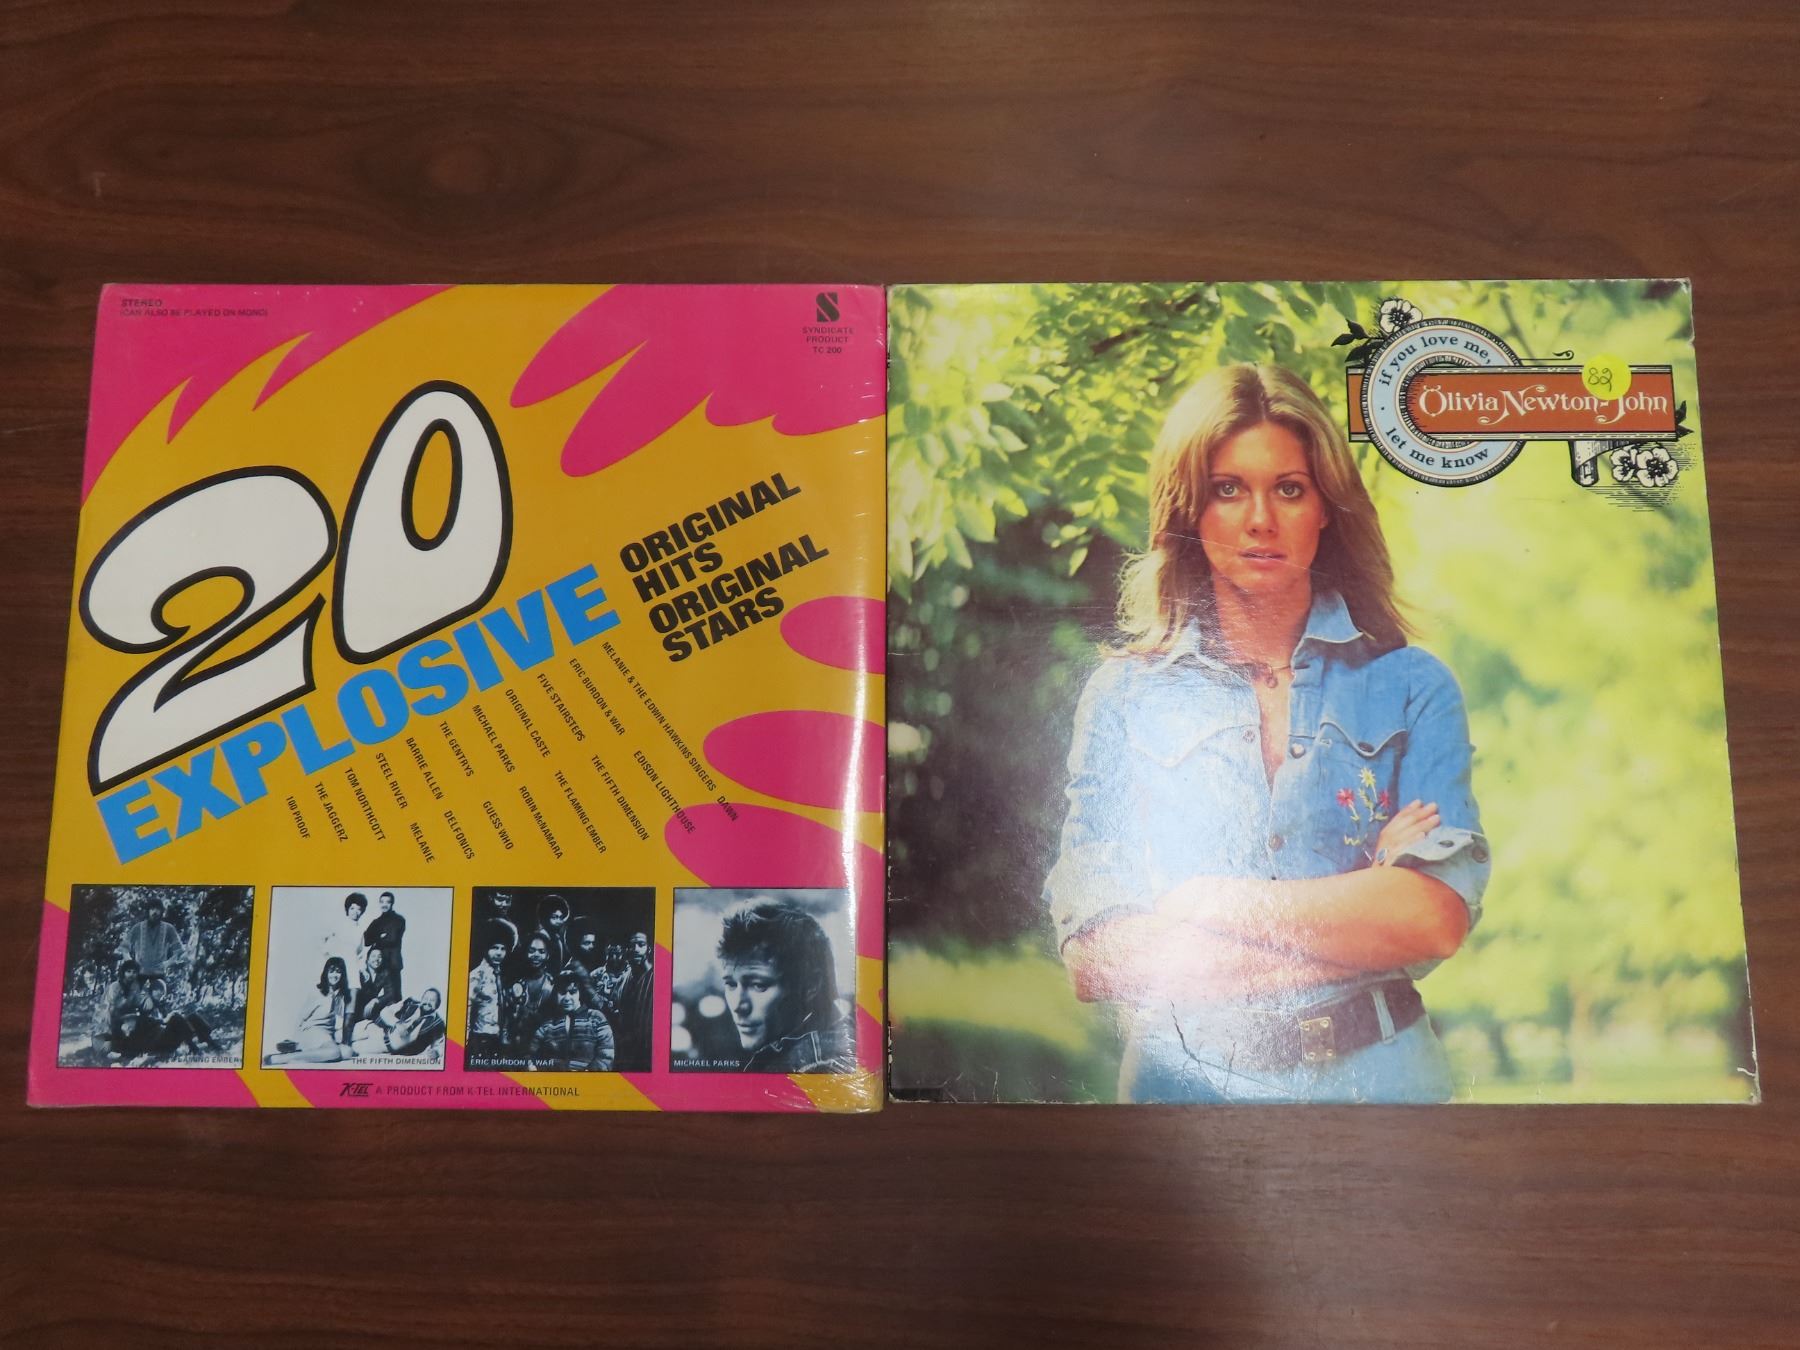 STEREO
(CAN ALSO BE PLAYED ON MONO)
S
SYNDICATE
PRODUCT
TC 200
20
EXPLOSIVE
ORIGINAL
HITS
ORIGINAL
STARS
MELANIE & THE EDWIN HAWKINS SINGERS
DAWN
ERIC BURDON & WAR
EDISON LIGHTHOUSE
FIVE STAIRSTEPS
THE FIFTH DIMENSION
ORIGINAL CASTE
THE FLAMING EMBER
MICHAEL PARKS
ROBIN McNAMARA
THE GENTRYS
GUESS WHO
BARRIE ALLEN
DELFONICS
STEEL RIVER
MELANIE
TOM NORTHCOTT
THE JAGGERZ
100 PROOF
FLAMING EMBER
THE FIFTH DIMENSION
ERIC BURDON & WAR
MICHAEL PARKS
K-TEL A PRODUCT FROM K-TEL INTERNATIONAL
if you love me,
let me know
Olivia Newton-John
89